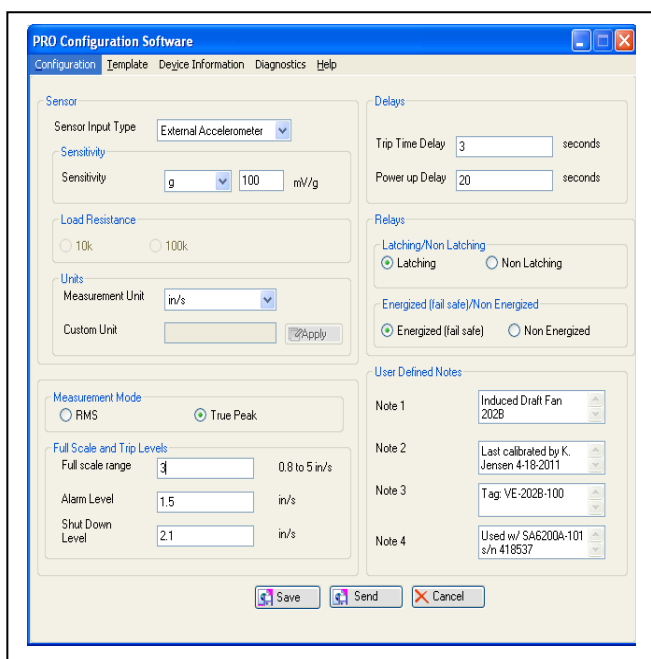 PRO Configuration Software
Configuration Template Device Information Diagnostics Help
Sensor
Sensor Input Type External Accelerometer
Sensitivity
Sensitivity g 100 mV/g
Load Resistance
10k 100k
Units
Measurement Unit in/s
Custom Unit Apply
Measurement Mode
RMS True Peak
Full Scale and Trip Levels
Full scale range 3 0.8 to 5 in/s
Alarm Level 1.5 in/s
Shut Down
Level 2.1 in/s
Delays
Trip Time Delay 3 seconds
Power up Delay 20 seconds
Relays
Latching/Non Latching
Latching Non Latching
Energized (fail safe)/Non Energized
Energized (fail safe) Non Energized
User Defined Notes
Note 1 Induced Draft Fan
202B
Note 2 Last calibrated by K.
Jensen 4-18-2011
Note 3 Tag: VE-202B-100
Note 4 Used w/ SA6200A-101
s/n 418537
Save Send Cancel